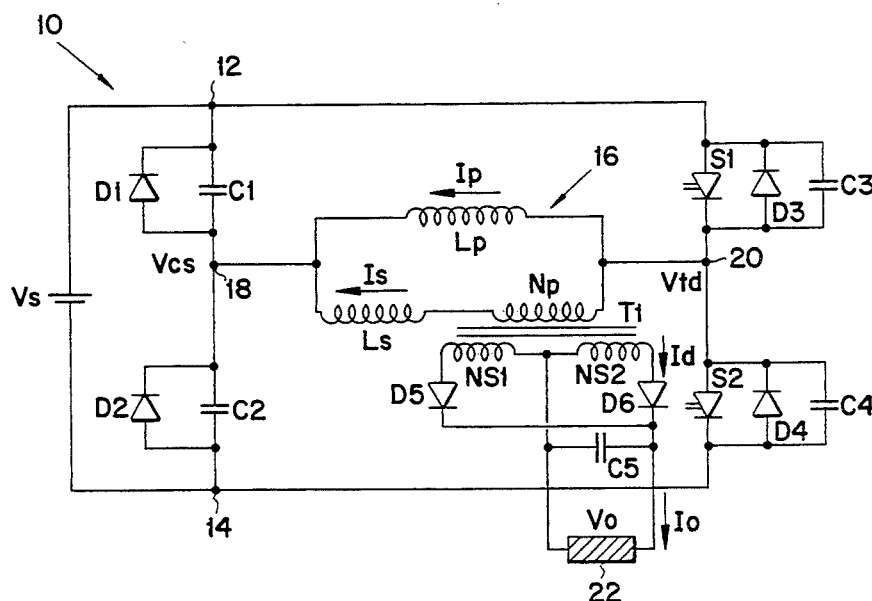 10
12
D1
C1
Ip
16
S1
D3
C3
Lp
Vcs
18
Is
Np
20
Vtd
Vs
Ls
T1
NS1
NS2
Id
D2
C2
D5
D6
S2
D4
C4
C5
14
Vo
Io
22